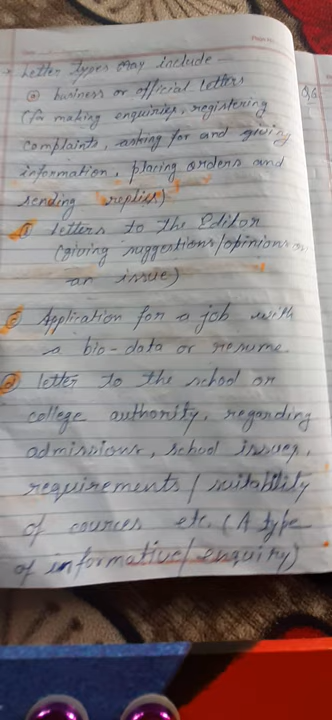 Letter Types may include -
ⓐ business or official letters
(for making enquiries, registering
complaints, asking for and giving
information, placing orders and
sending replies)
letters to the Editor
(giving suggestions/opinions on
an issue)
ⓒ Application for a job with
a bio-data or resume.
ⓓ letter to the school or
college authority, regarding
admissions, school issues,
requirements / suitability
of cources etc. (A type
of informative/enquiry)